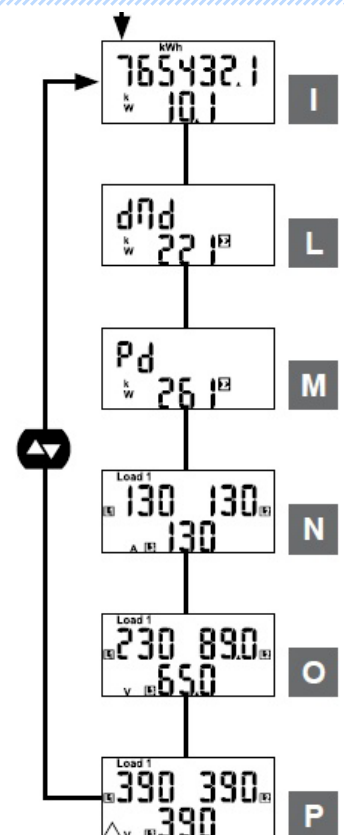 kWh
765432.1
k
W 10.1
I
dMd
k
W 221 Σ
L
Pd
k
W 261 Σ
M
Load 1
130 130
A 130
N
Load 1
230 89.0
V 65.0
O
Load 1
390 390
△V 390
P